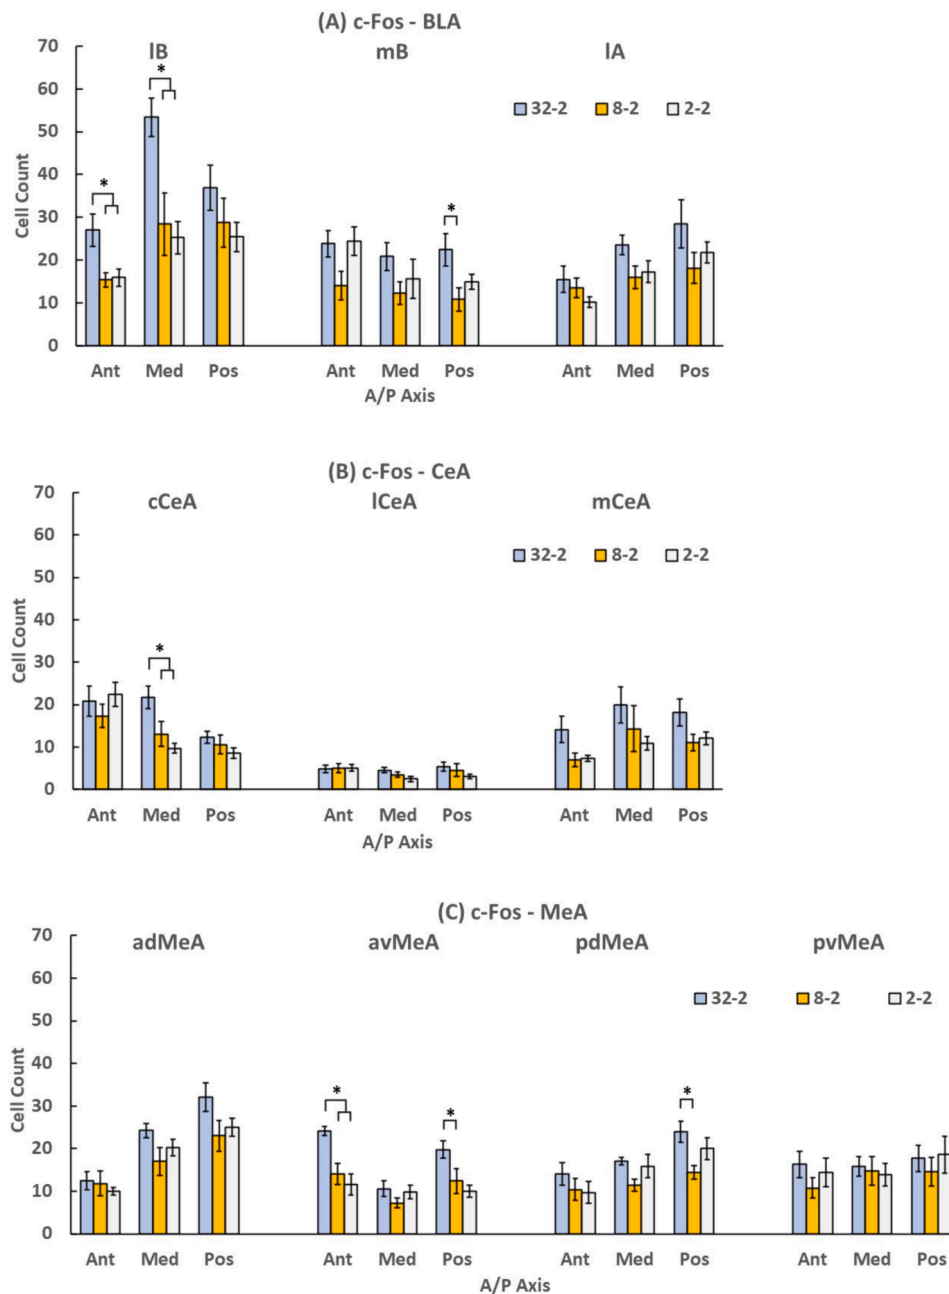 (A) c-Fos - BLA
lB mB lA
70
60
50
40
30
20
10
0
Cell Count
32-2 8-2 2-2
*
*
*
Ant Med Pos Ant Med Pos Ant Med Pos
A/P Axis
(B) c-Fos - CeA
cCeA lCeA mCeA
70
60
50
40
30
20
10
0
Cell Count
32-2 8-2 2-2
*
Ant Med Pos Ant Med Pos Ant Med Pos
A/P Axis
(C) c-Fos - MeA
adMeA avMeA pdMeA pvMeA
70
60
50
40
30
20
10
0
Cell Count
32-2 8-2 2-2
* * *
Ant Med Pos Ant Med Pos Ant Med Pos Ant Med Pos
A/P Axis